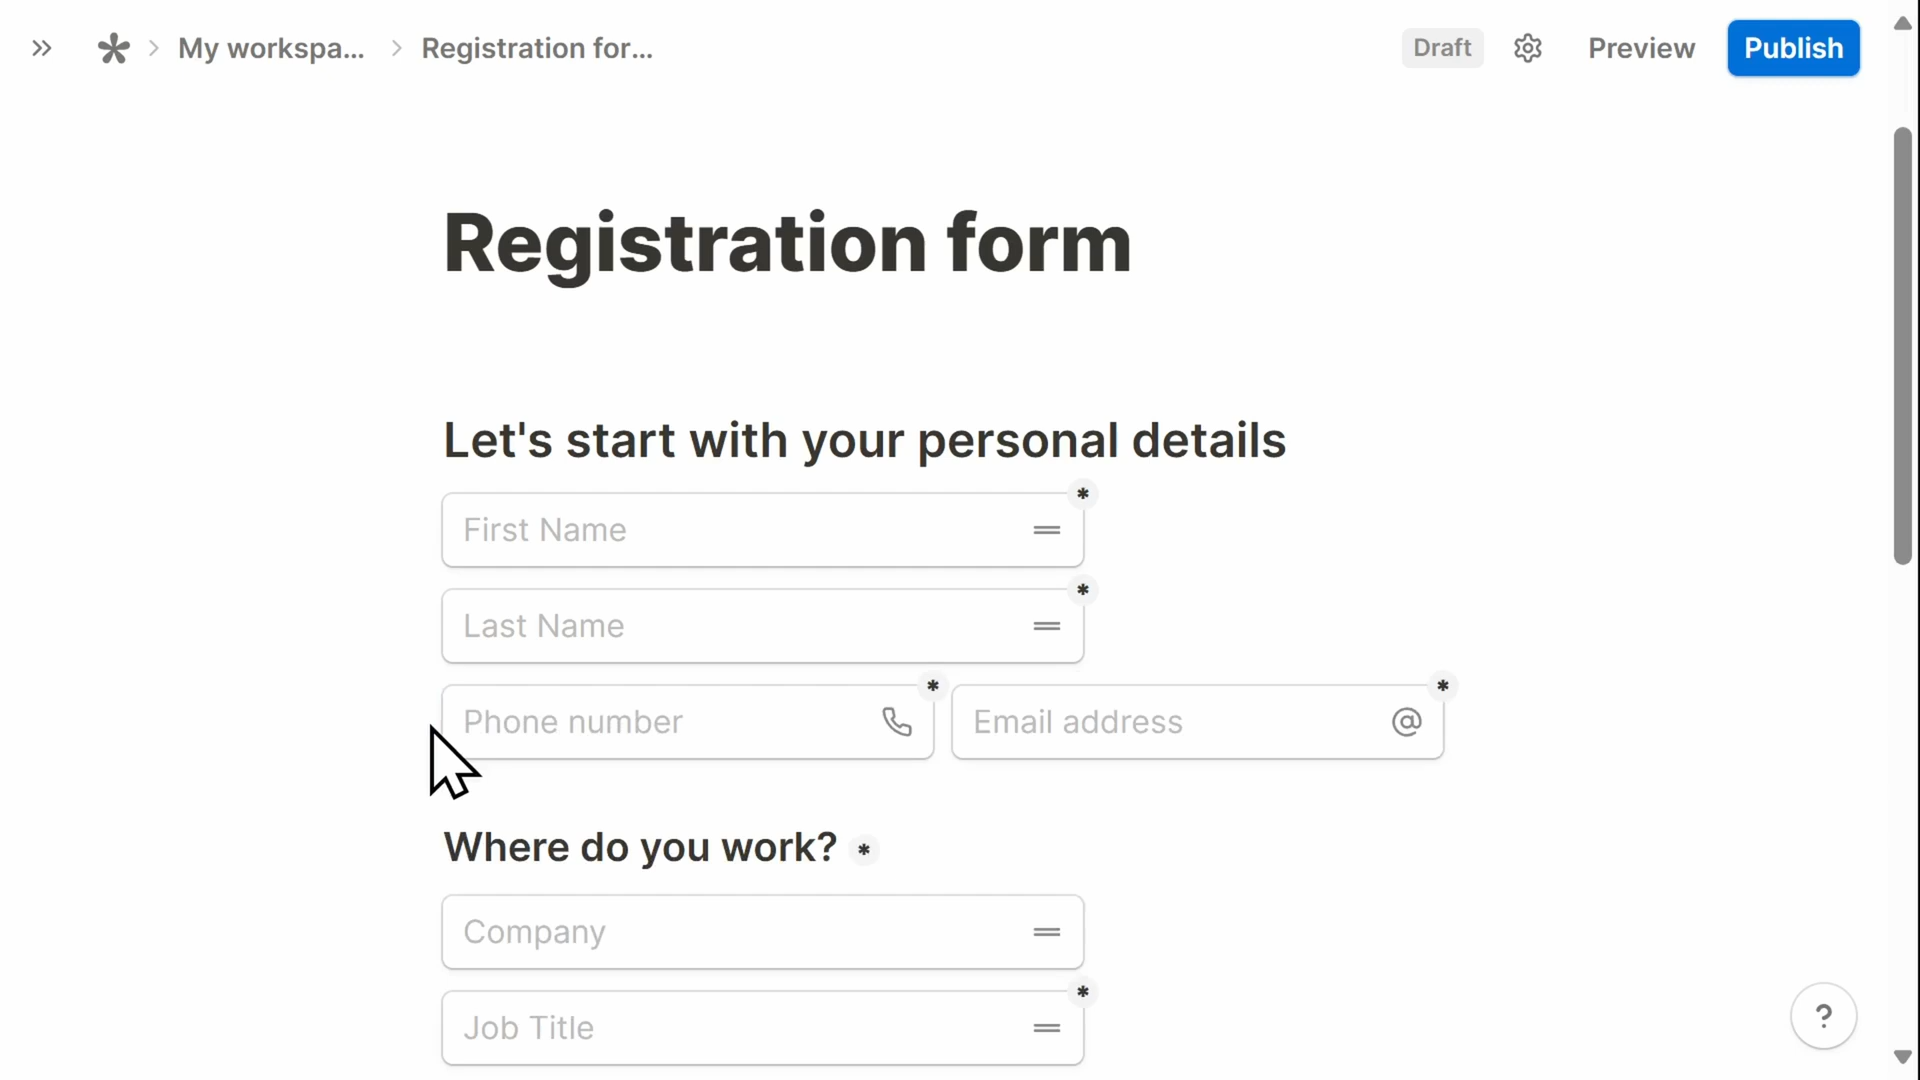 My workspa...
Registration for...
Draft
Preview
Publish
Registration form
Let's start with your personal details
First Name
*
Last Name
*
Phone number
*
Email address
*
Where do you work? *
Company
Job Title
*
?